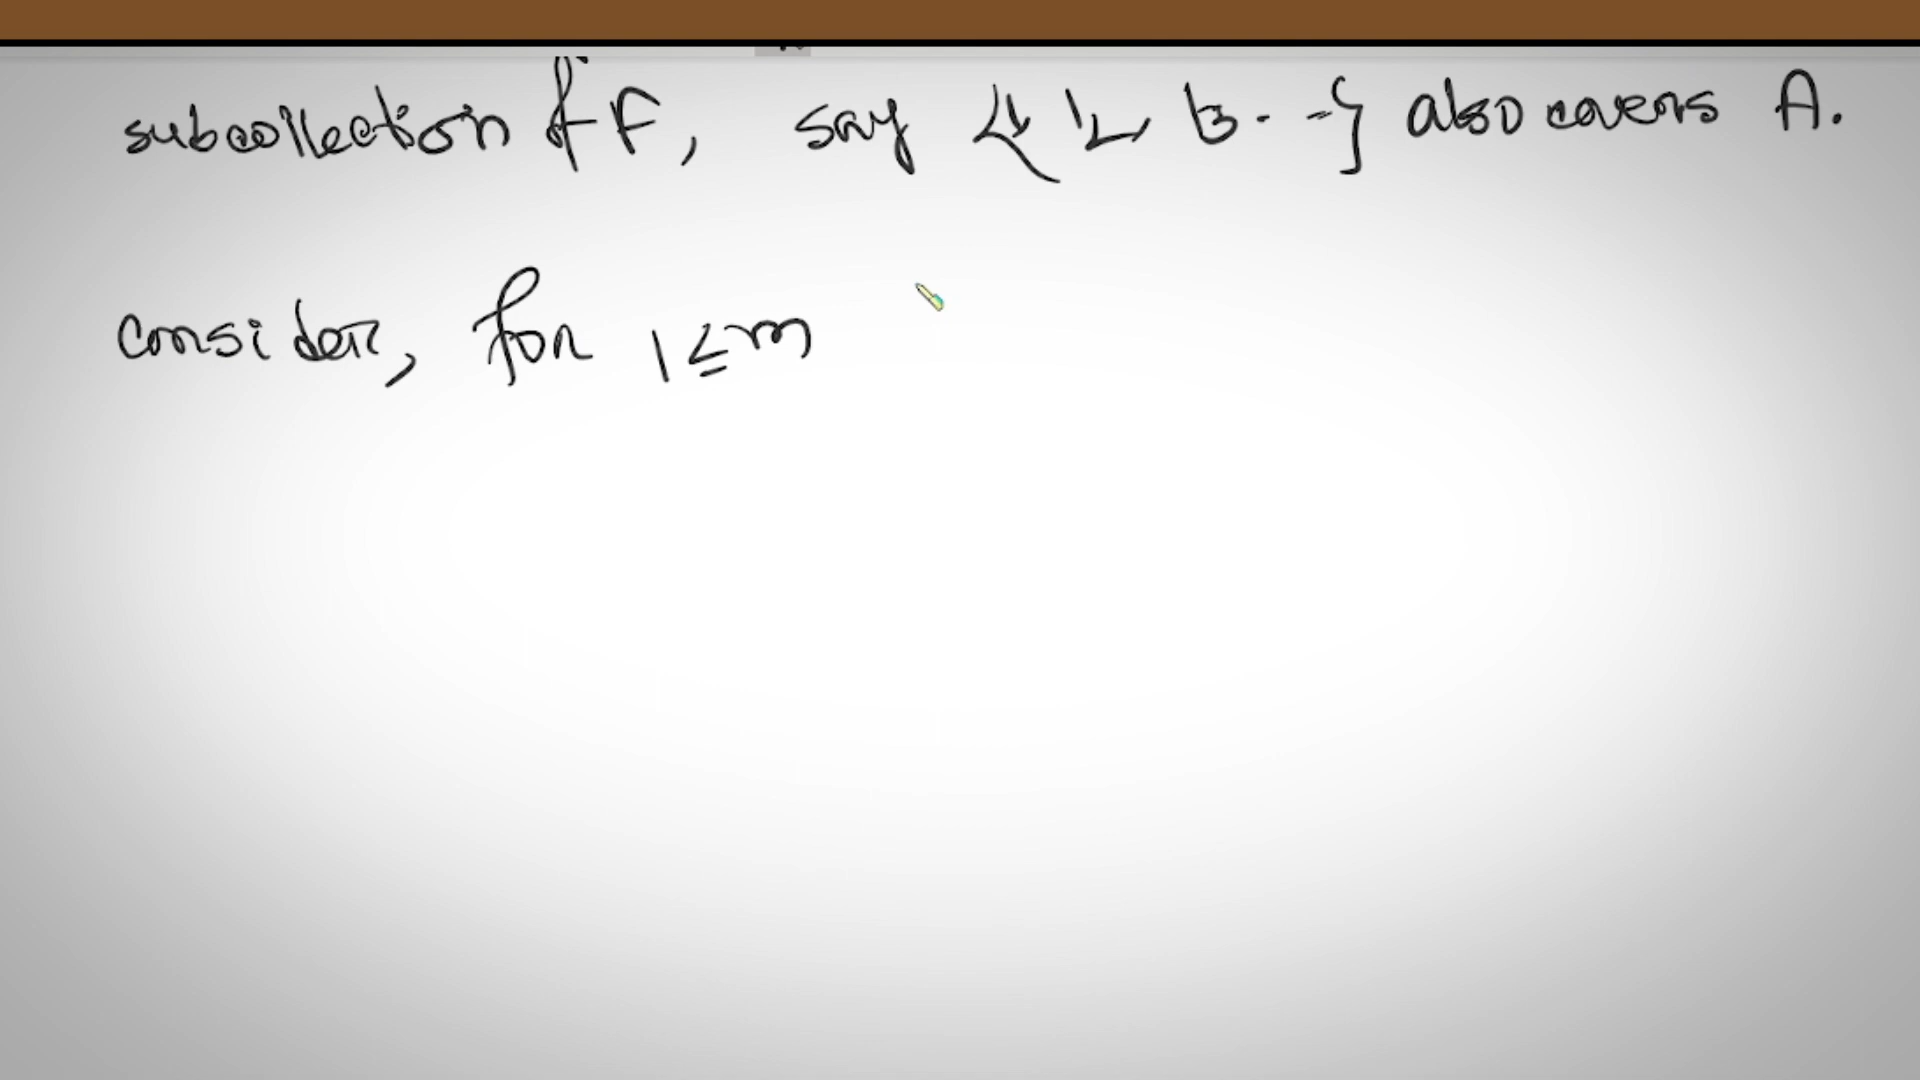 subcollection of F, say { I₁, I₂, I3. - - } also covers A.
consider, for 1 ≤ m